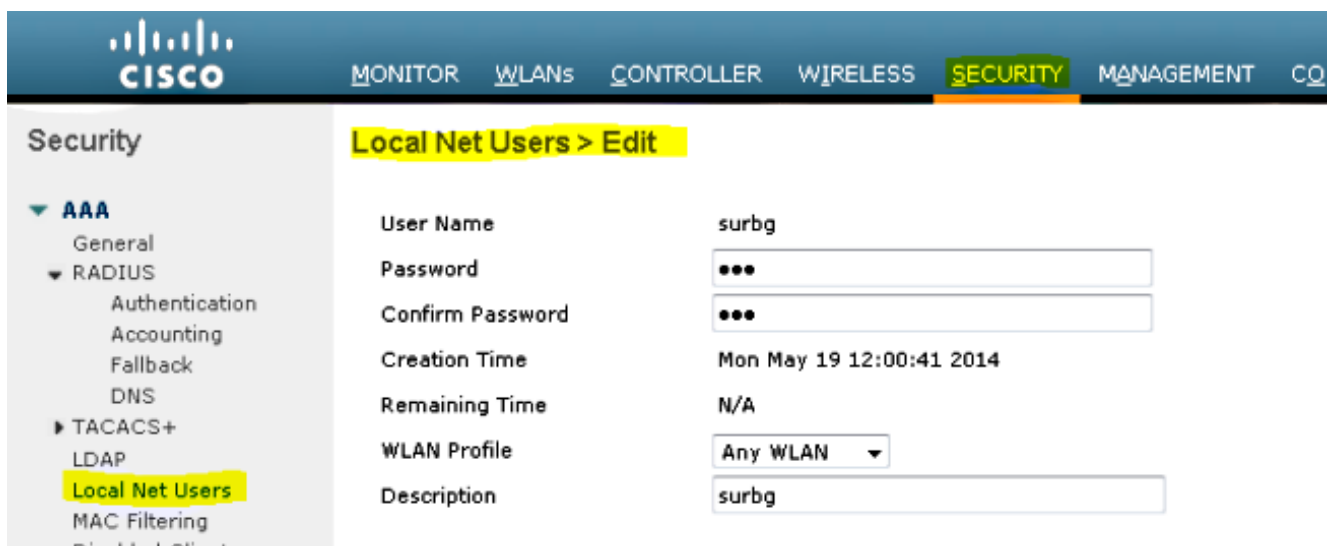 CISCO
MONITOR WLANs CONTROLLER WIRELESS SECURITY MANAGEMENT
Security
AAA
General
RADIUS
Authentication
Accounting
Fallback
DNS
TACACS+
LDAP
Local Net Users
MAC Filtering
Local Net Users > Edit
User Name surbg
Password •••
Confirm Password •••
Creation Time Mon May 19 12:00:41 2014
Remaining Time N/A
WLAN Profile Any WLAN
Description surbg